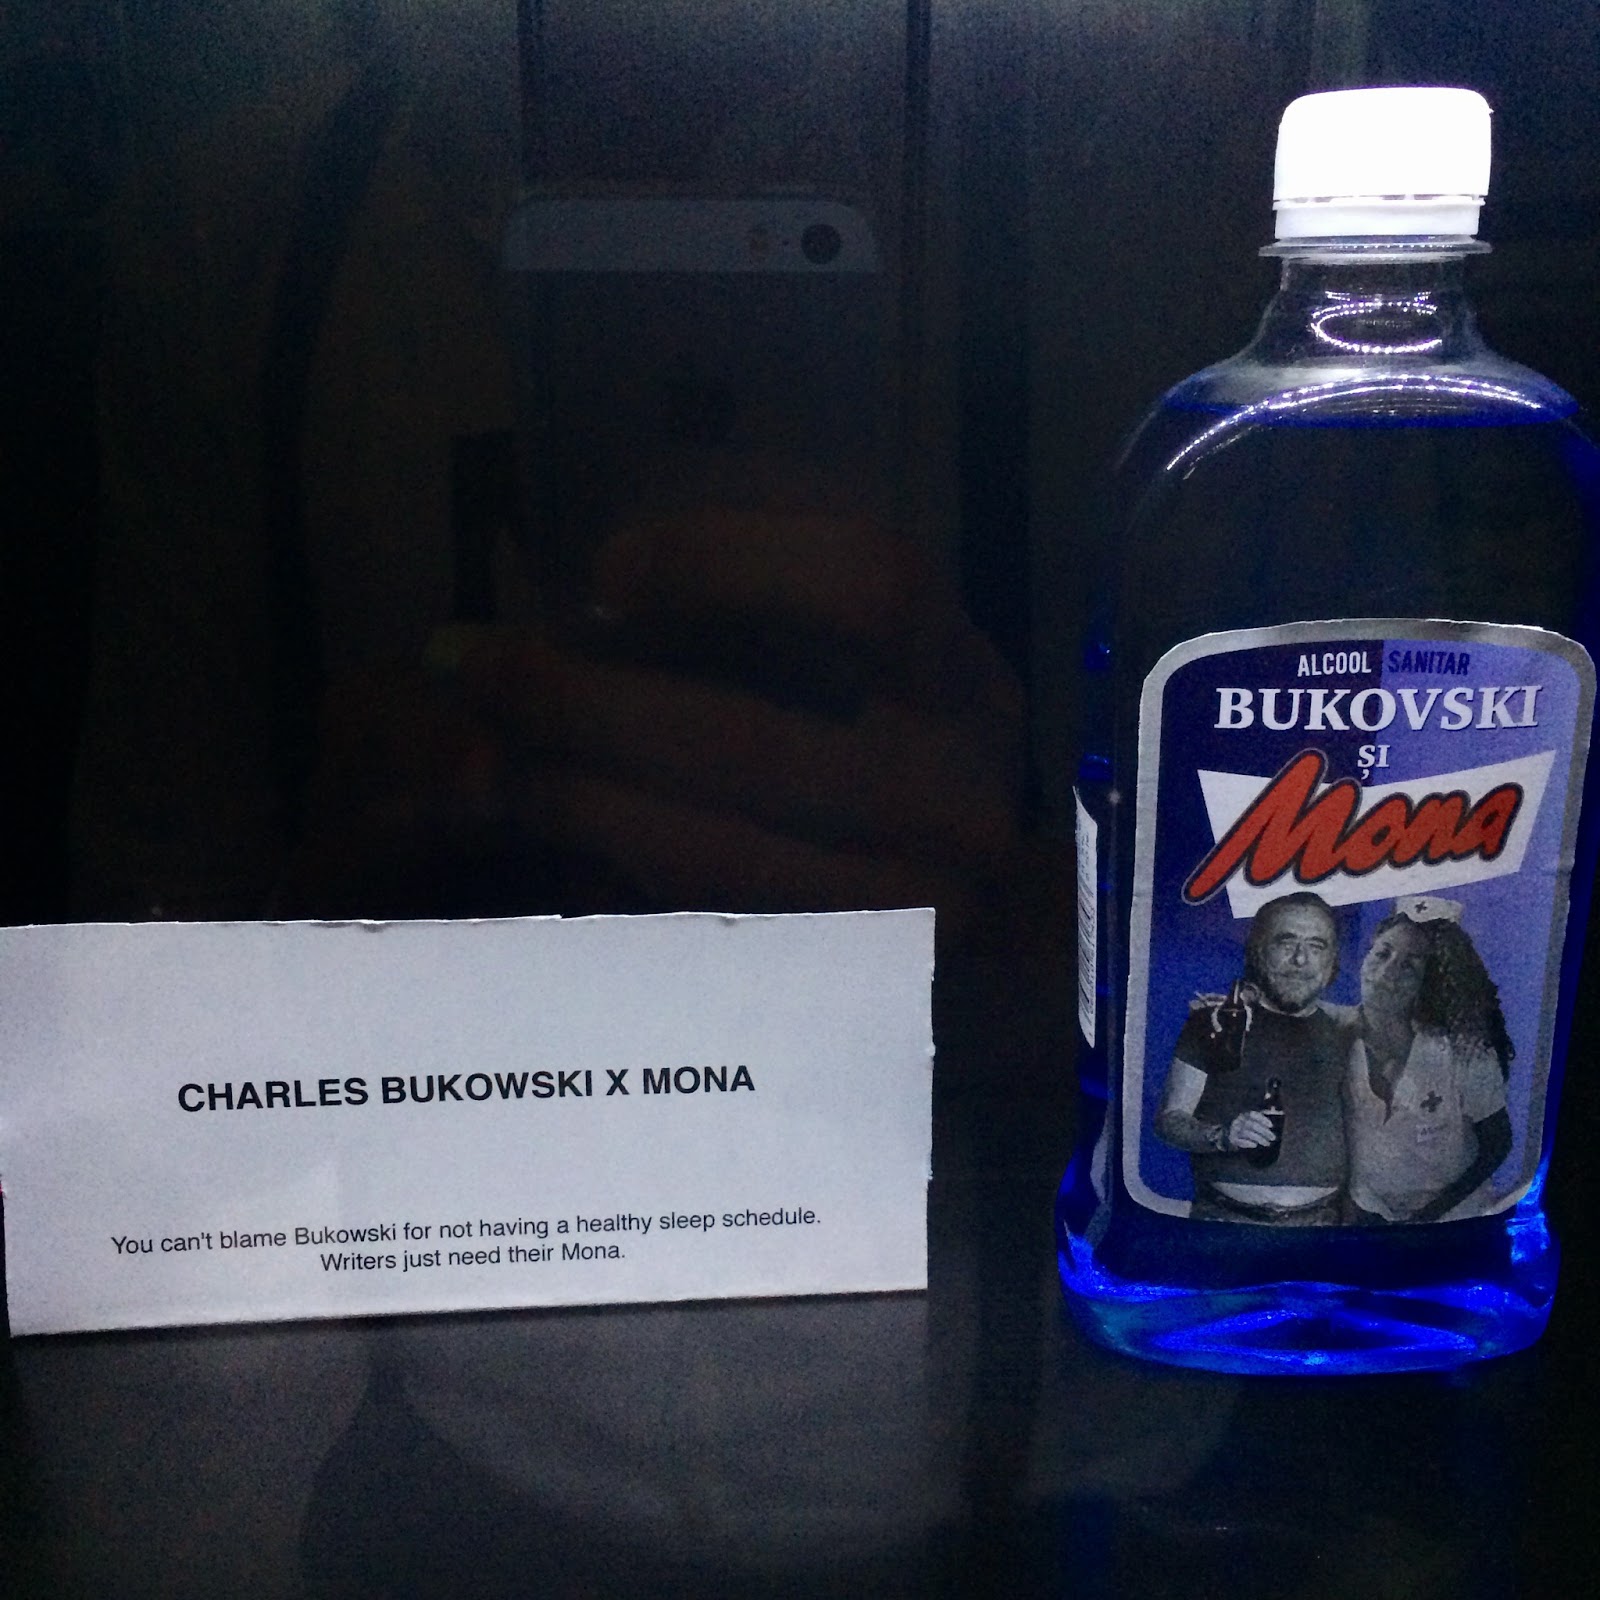 CHARLES BUKOWSKI X MONA
You can't blame Bukowski for not having a healthy sleep schedule.
Writers just need their Mona.
ALCOOL SANITAR
BUKOVSKI
ȘI
Mona